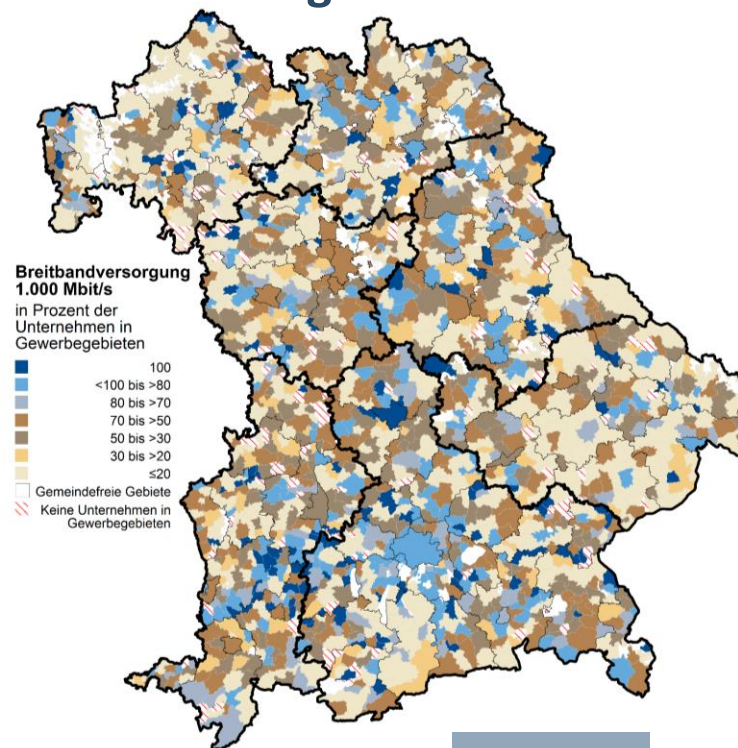 g
Breitbandversorgung
1.000 Mbit/s
in Prozent der
Unternehmen in
Gewerbegebieten
100
<100 bis >80
80 bis >70
70 bis >50
50 bis >30
30 bis >20
≤20
Gemeindefreie Gebiete
Keine Unternehmen in
Gewerbegebieten